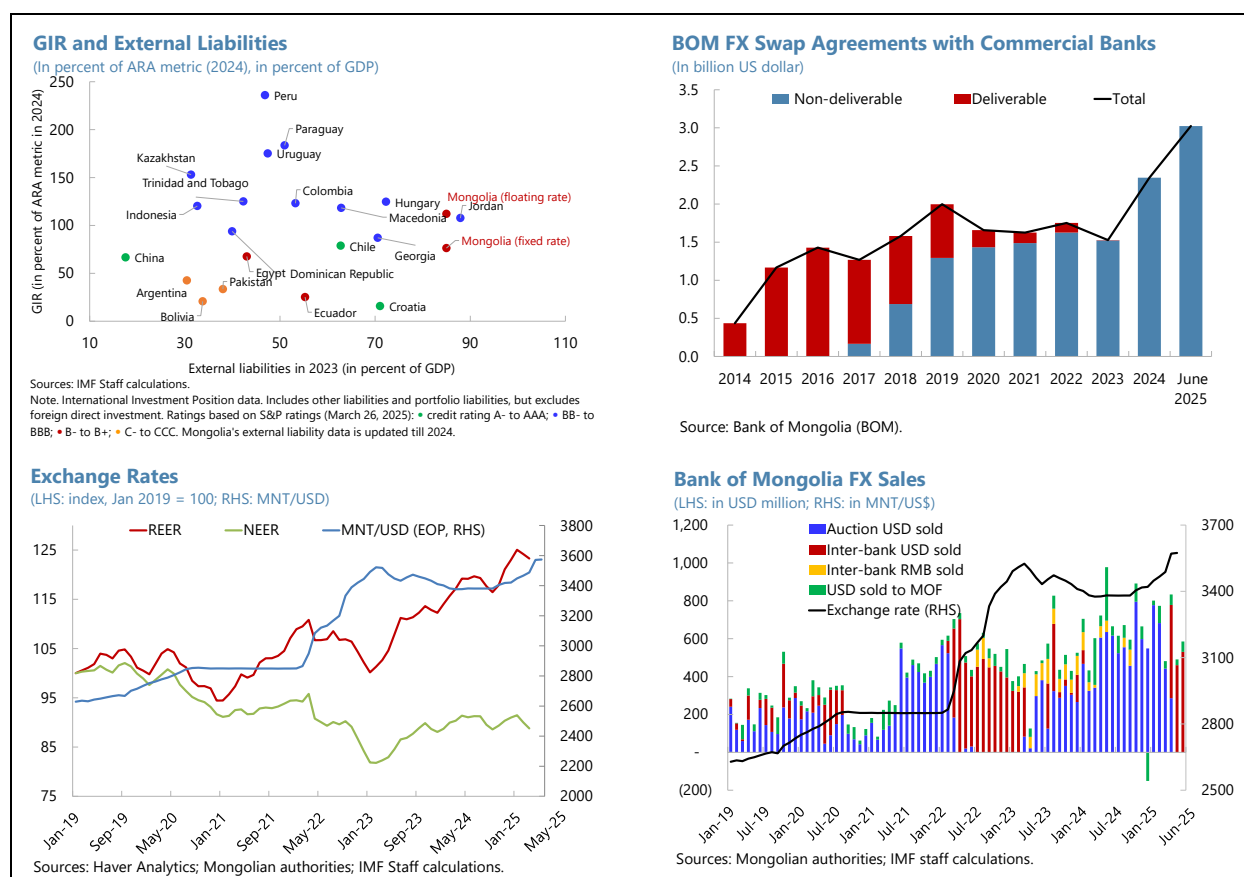 GIR and External Liabilities
(In percent of ARA metric (2024), in percent of GDP)
GIR (in percent of ARA metric in 2024)
250
200
150
100
50
0
Peru
Paraguay
Uruguay
Kazakhstan
Trinidad and Tobago
Indonesia
Colombia
Hungary
Macedonia
Mongolia (floating rate)
Jordan
Mongolia (fixed rate)
Georgia
Chile
China
Egypt
Dominican Republic
Argentina
Pakistan
Bolivia
Ecuador
Croatia
10 30 50 70 90 110
External liabilities in 2023 (in percent of GDP)
Sources: IMF Staff calculations.
Note. International Investment Position data. Includes other liabilities and portfolio liabilities, but excludes
foreign direct investment. Ratings based on S&P ratings (March 26, 2025): ● credit rating A- to AAA; ● BB- to
BBB; ● B- to B+; ● C- to CCC. Mongolia's external liability data is updated till 2024.
BOM FX Swap Agreements with Commercial Banks
(In billion US dollar)
Non-deliverable Deliverable Total
3.5
3.0
2.5
2.0
1.5
1.0
0.5
0.0
2014 2015 2016 2017 2018 2019 2020 2021 2022 2023 2024 June
2025
Source: Bank of Mongolia (BOM).
Exchange Rates
(LHS: index, Jan 2019 = 100; RHS: MNT/USD)
REER NEER MNT/USD (EOP, RHS)
125
115
105
95
85
75
3800
3600
3400
3200
3000
2800
2600
2400
2200
2000
Jan-19 Sep-19 May-20 Jan-21 Sep-21 May-22 Jan-23 Sep-23 May-24 Jan-25 May-25
Sources: Haver Analytics; Mongolian authorities; IMF Staff calculations.
Bank of Mongolia FX Sales
(LHS: in USD million; RHS: in MNT/US$)
Auction USD sold
Inter-bank USD sold
Inter-bank RMB sold
USD sold to MOF
Exchange rate (RHS)
1,200
1,000
800
600
400
200
-
(200)
3700
3400
3100
2800
2500
Jan-19 Jul-19 Jan-20 Jul-20 Jan-21 Jul-21 Jan-22 Jul-22 Jan-23 Jul-23 Jan-24 Jul-24 Jan-25 Jun-25
Sources: Mongolian authorities; IMF staff calculations.